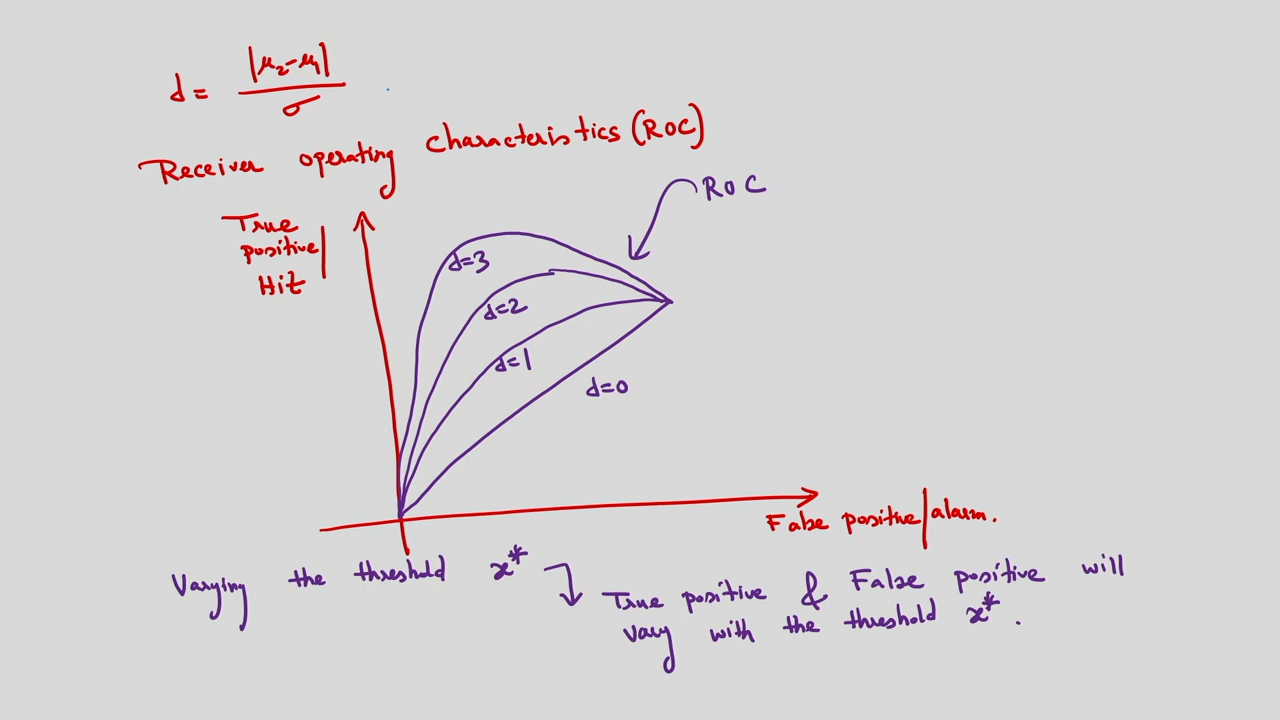 d = |μ₂-μ₁| / σ
Receiver operating characteristics (ROC)
ROC
True
positive/
Hit
d=3
d=2
d=1
d=0
False positive/alarm.
Varying the threshold x*
True positive & False positive will
vary with the threshold x*.